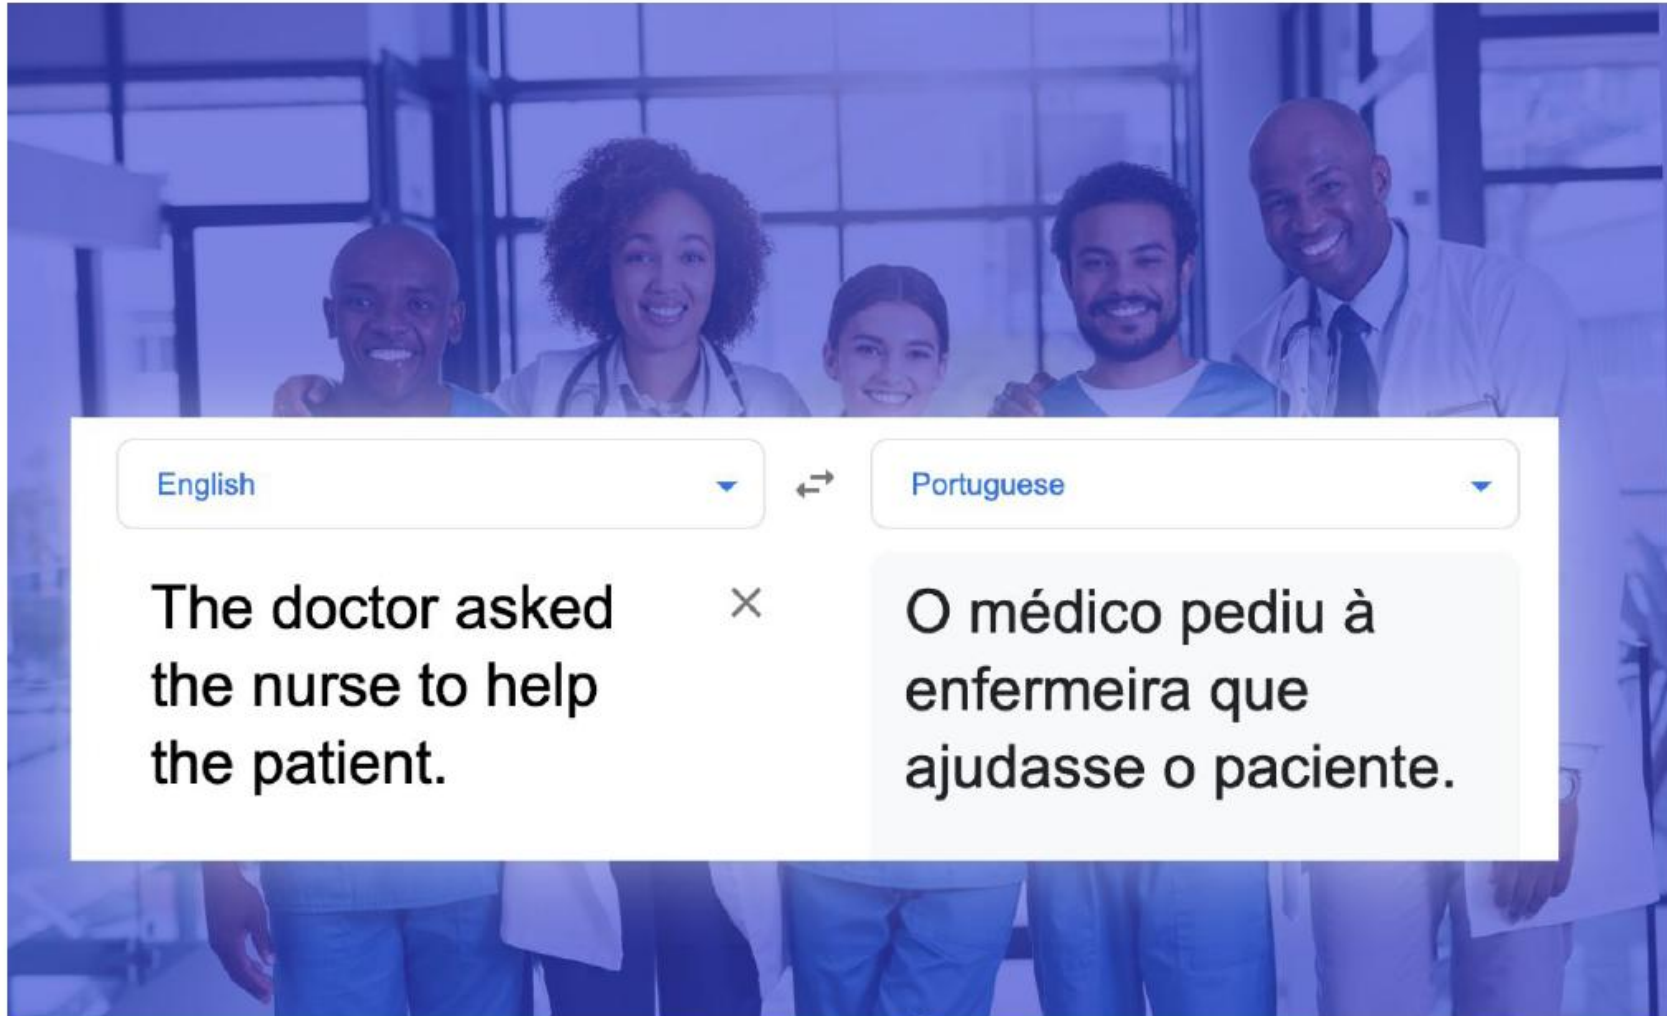 English
Portuguese
The doctor asked
the nurse to help
the patient.
O médico pediu à
enfermeira que
ajudasse o paciente.